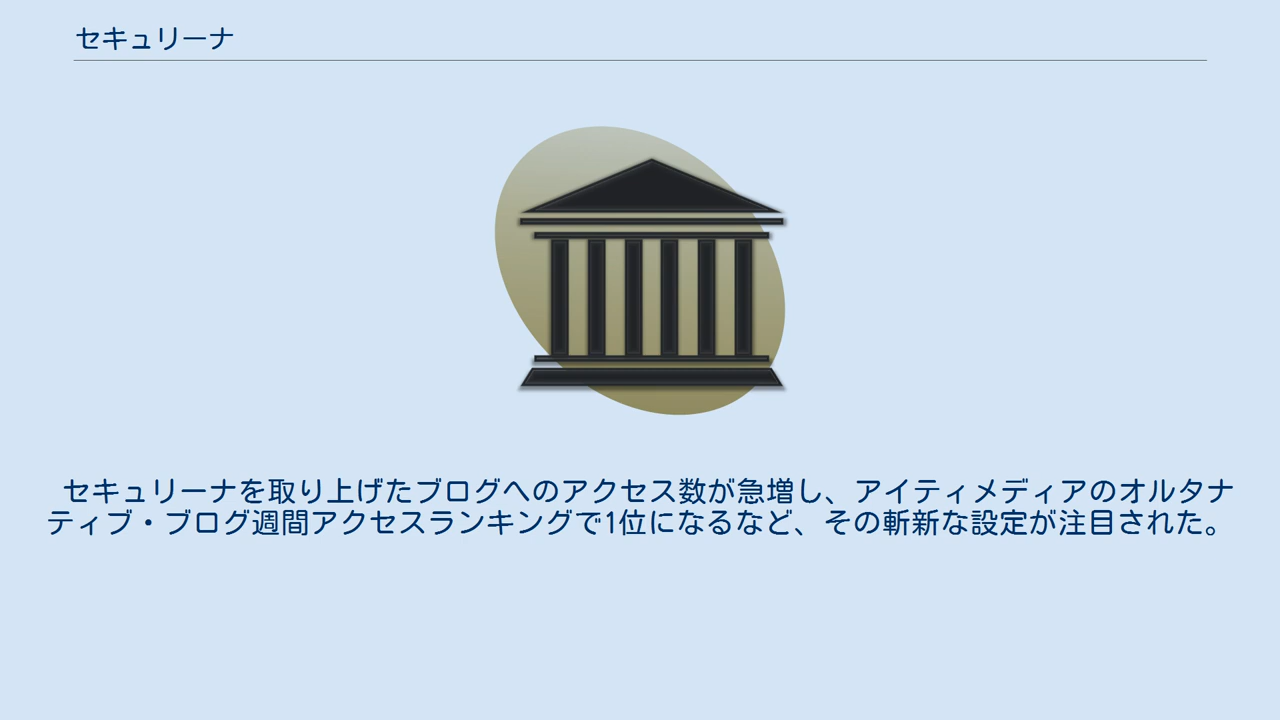 セキュリーナ
セキュリーナを取り上げたブログへのアクセス数が急増し、アイティメディアのオルタナ
ティブ・ブログ週間アクセスランキングで1位になるなど、その斬新な設定が注目された。